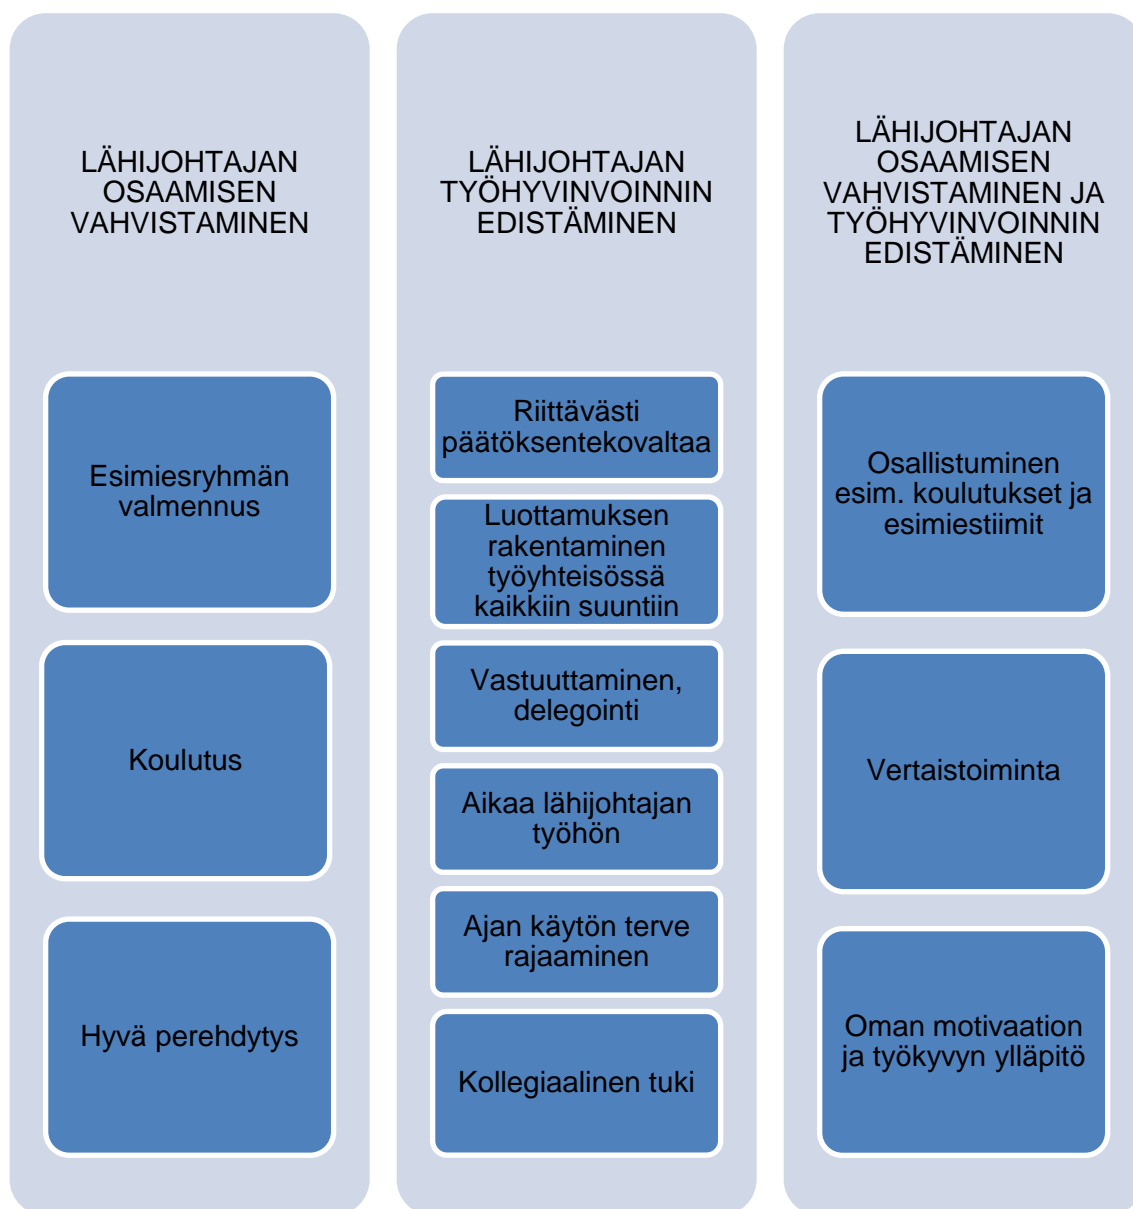 LÄHIJOHTAJAN
OSAAMISEN
VAHVISTAMINEN
Esimiesryhmän
valmennus
Koulutus
Hyvä perehdytys
LÄHIJOHTAJAN
TYÖHYVINVOINNIN
EDISTÄMINEN
Riittävästi
päätöksentekovaltaa
Luottamuksen
rakentaminen
työyhteisössä
kaikkiin suuntiin
Vastuuttaminen,
delegointi
Aikaa lähijohtajan
työhön
Ajan käytön terve
rajaaminen
Kollegiaalinen tuki
LÄHIJOHTAJAN
OSAAMISEN
VAHVISTAMINEN JA
TYÖHYVINVOINNIN
EDISTÄMINEN
Osallistuminen
esim. koulutukset ja
esimiestiimit
Vertaistoiminta
Oman motivaation
ja työkyvyn ylläpitö